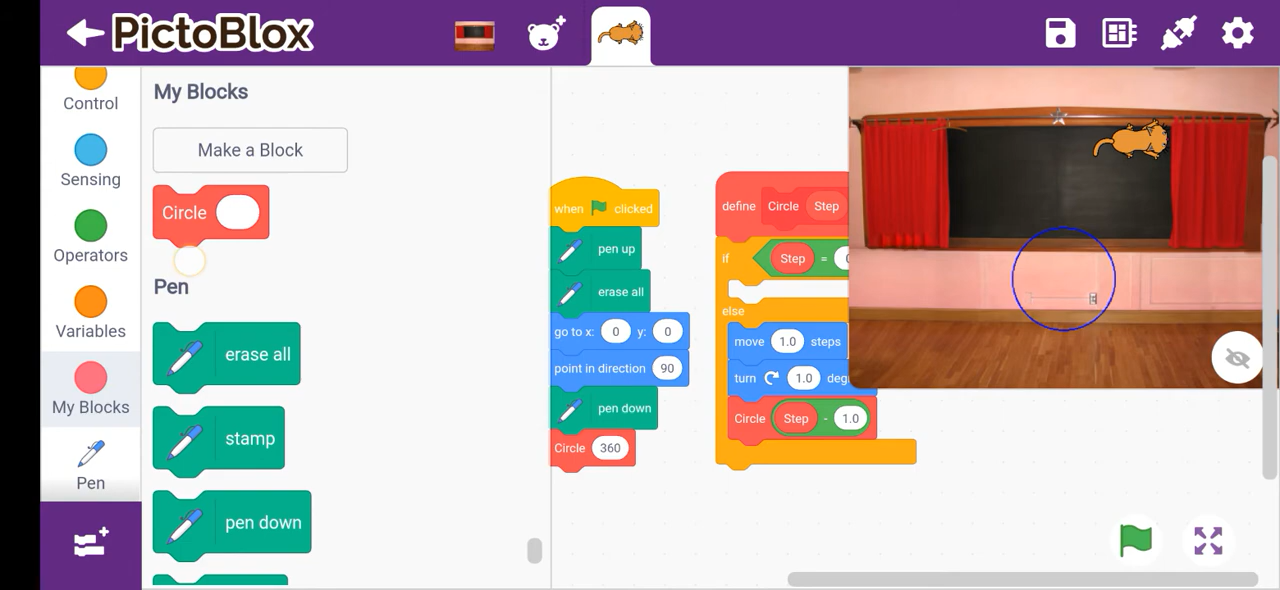 PictoBlox
Control
Sensing
Operators
Variables
My Blocks
Pen
My Blocks
Make a Block
Circle
Pen
erase all
stamp
pen down
when clicked
pen up
erase all
go to x: 0 y: 0
point in direction 90
pen down
Circle 360
define Circle Step
if Step =
else
move 1.0 steps
turn 1.0
Circle Step - 1.0